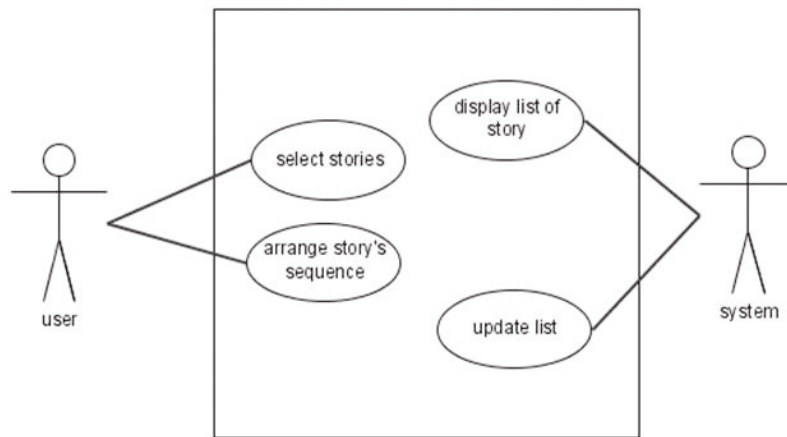 display list of
story
select stories
arrange story's
sequence
user
update list
system